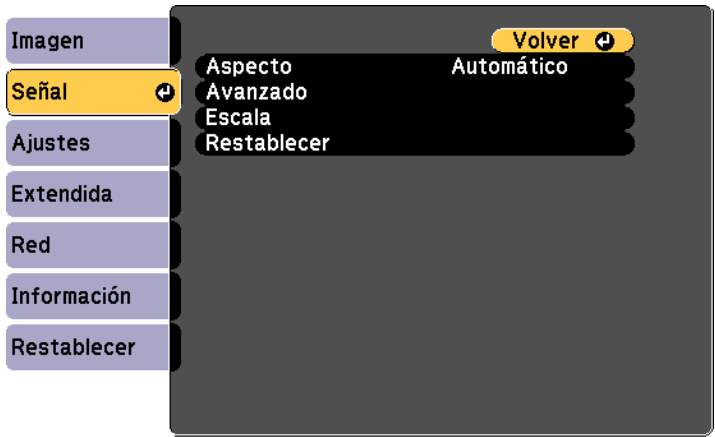 Imagen
Señal
Ajustes
Extendida
Red
Información
Restablecer
Volver
Aspecto Automático
Avanzado
Escala
Restablecer